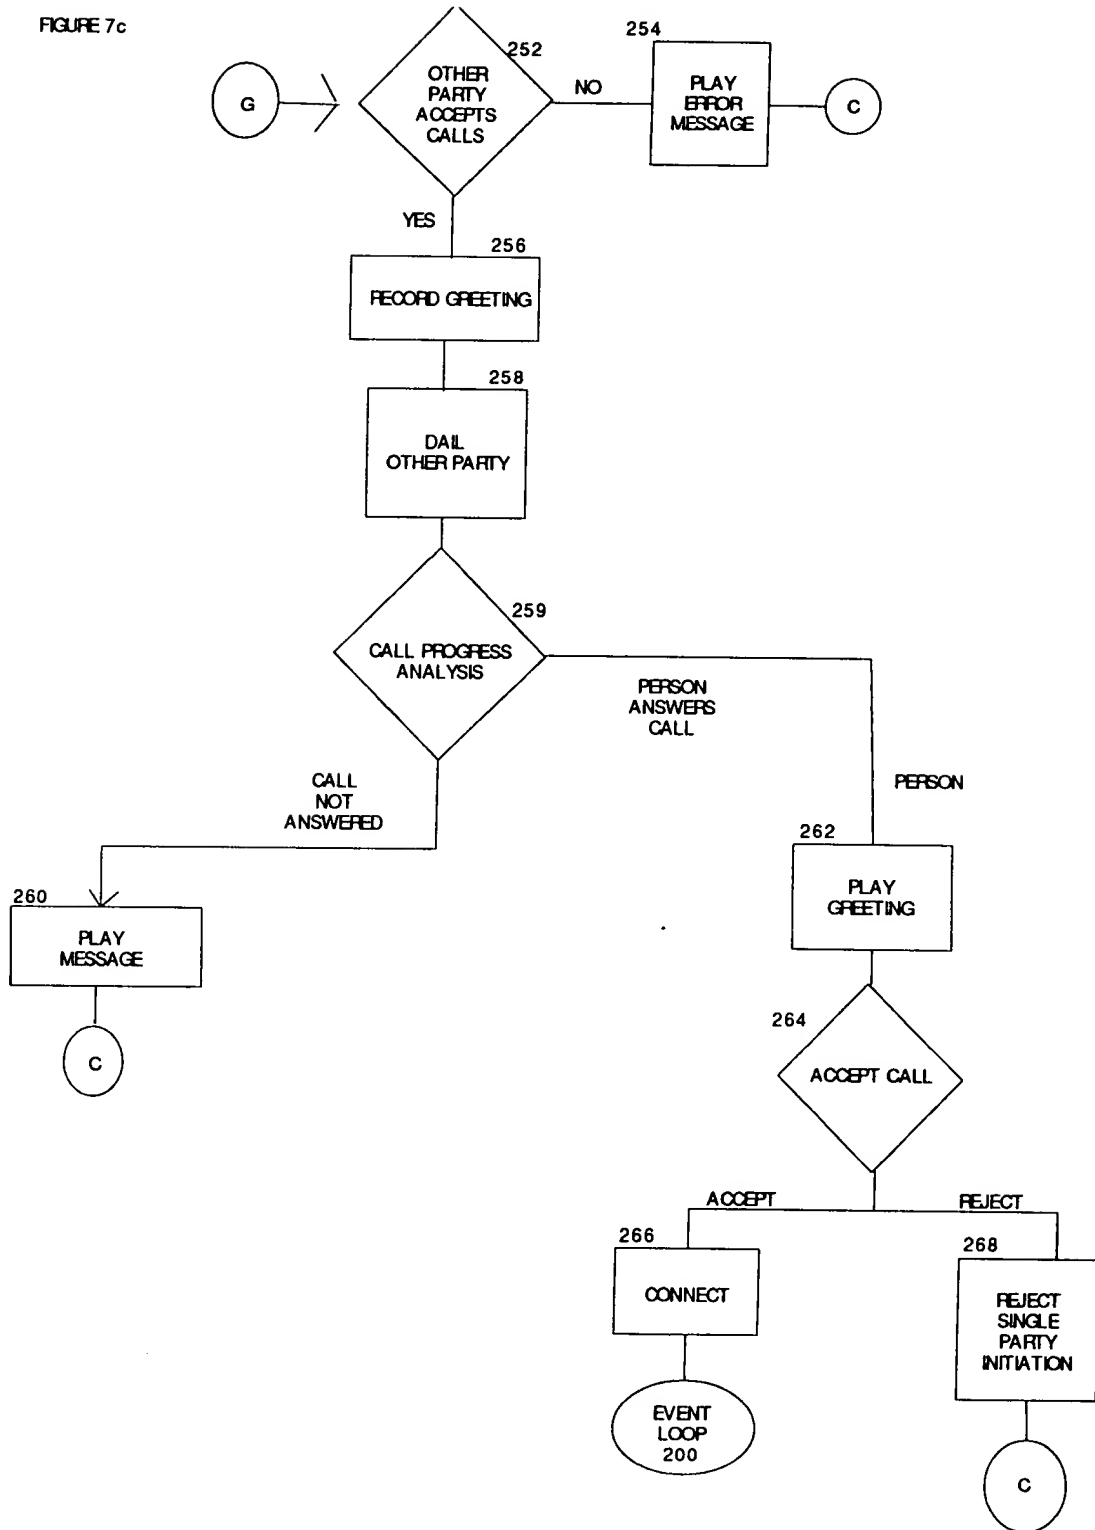 FIGURE 7c
G
252
OTHER
PARTY
ACCEPTS
CALLS
NO
254
PLAY
ERROR
MESSAGE
C
YES
256
RECORD GREETING
258
DAIL
OTHER PARTY
259
CALL PROGRESS
ANALYSIS
PERSON
ANSWERS
CALL
PERSON
CALL
NOT
ANSWERED
260
PLAY
MESSAGE
C
262
PLAY
GREETING
264
ACCEPT CALL
ACCEPT
REJECT
266
CONNECT
EVENT
LOOP
200
268
REJECT
SINGLE
PARTY
INITIATION
C